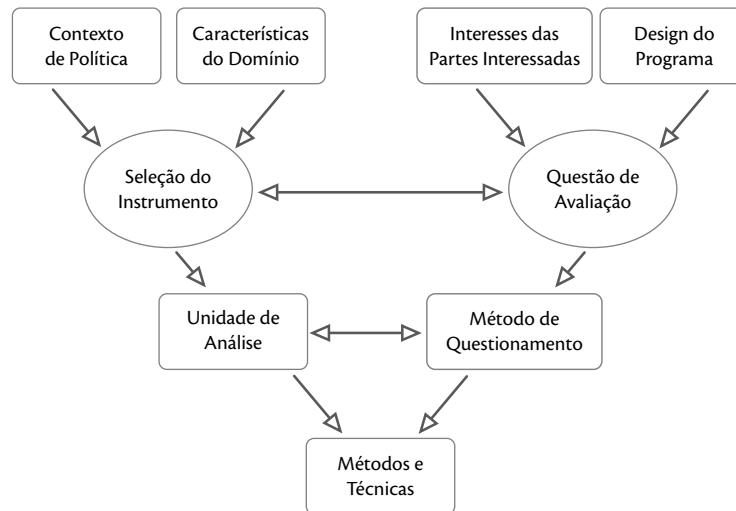 Contexto
de Política
Características
do Domínio
Interesses das
Partes Interessadas
Design do
Programa
Seleção do
Instrumento
Questão de
Avaliação
Unidade de
Análise
Método de
Questionamento
Métodos e
Técnicas